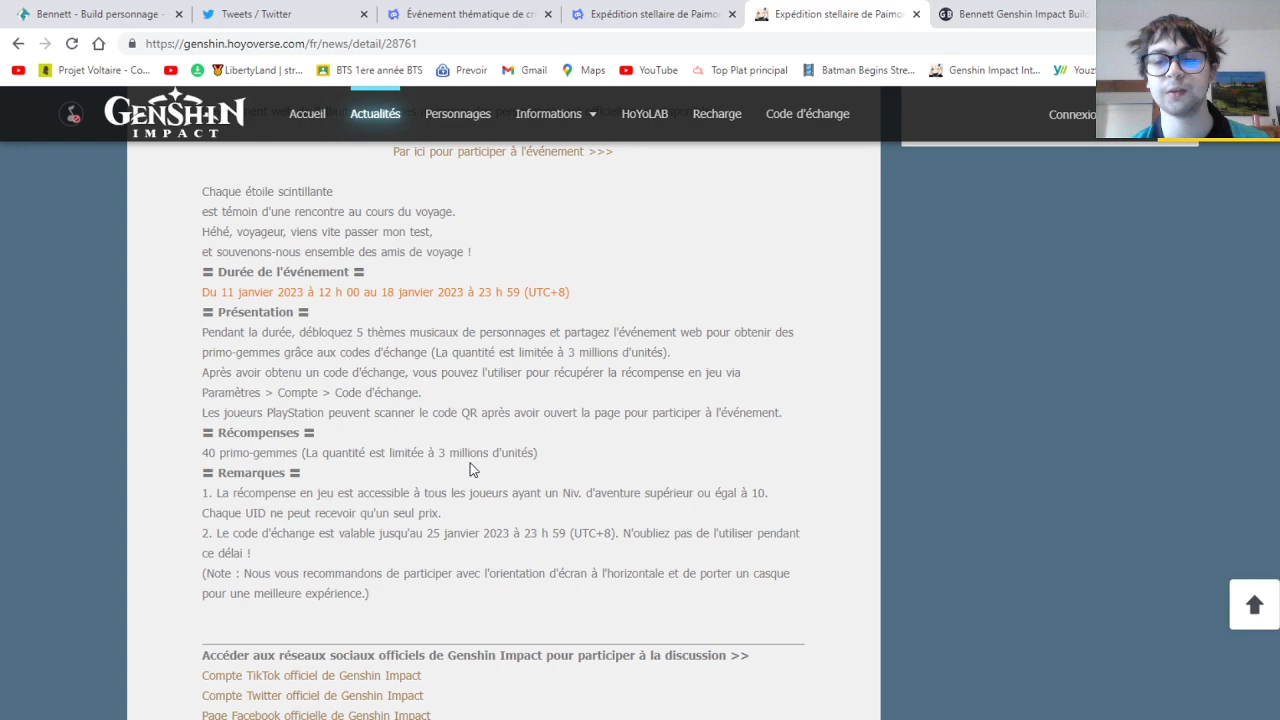 Bennett - Build personnage -
Tweets / Twitter
Événement thématique de cr
Expédition stellaire de Paimo
Expédition stellaire de Paimo
Bennett Genshin Impact Build
https://genshin.hoyoverse.com/fr/news/detail/28761
Projet Voltaire - Co...
LibertyLand | str...
BTS 1ere année BTS
Prevoir
Gmail
Maps
YouTube
Top Plat principal
Batman Begins Stre...
Genshin Impact Int...
Youz
GENSHIN
IMPACT
Accueil
Actualités
Personnages
Informations
HoYoLAB
Recharge
Code d'échange
Connexio
Par ici pour participer à l'événement >>>
Chaque étoile scintillante
est témoin d'une rencontre au cours du voyage.
Héhé, voyageur, viens vite passer mon test,
et souvenons-nous ensemble des amis de voyage !
〓 Durée de l'événement 〓
Du 11 janvier 2023 à 12 h 00 au 18 janvier 2023 à 23 h 59 (UTC+8)
〓 Présentation 〓
Pendant la durée, débloquez 5 thèmes musicaux de personnages et partagez l'événement web pour obtenir des
primo-gemmes grâce aux codes d'échange (La quantité est limitée à 3 millions d'unités).
Après avoir obtenu un code d'échange, vous pouvez l'utiliser pour récupérer la récompense en jeu via
Paramètres > Compte > Code d'échange.
Les joueurs PlayStation peuvent scanner le code QR après avoir ouvert la page pour participer à l'événement.
〓 Récompenses 〓
40 primo-gemmes (La quantité est limitée à 3 millions d'unités)
〓 Remarques 〓
1. La récompense en jeu est accessible à tous les joueurs ayant un Niv. d'aventure supérieur ou égal à 10.
Chaque UID ne peut recevoir qu'un seul prix.
2. Le code d'échange est valable jusqu'au 25 janvier 2023 à 23 h 59 (UTC+8). N'oubliez pas de l'utiliser pendant
ce délai !
(Note : Nous vous recommandons de participer avec l'orientation d'écran à l'horizontale et de porter un casque
pour une meilleure expérience.)
Accéder aux réseaux sociaux officiels de Genshin Impact pour participer à la discussion >>
Compte TikTok officiel de Genshin Impact
Compte Twitter officiel de Genshin Impact
Page Facebook officielle de Genshin Impact